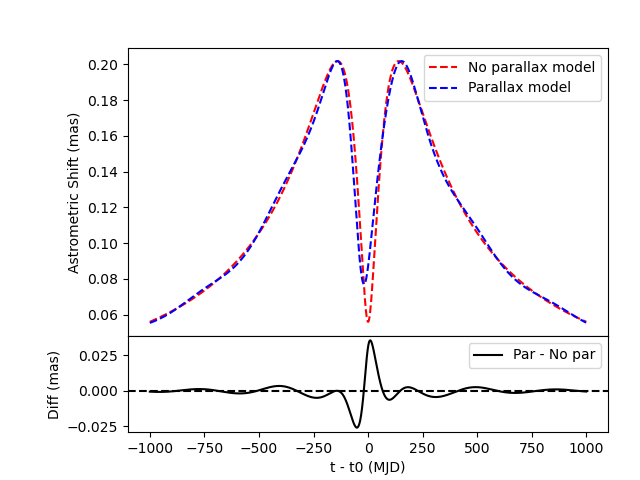 0.20
0.18
0.16
0.14
0.12
0.10
0.08
0.06
Astrometric Shift (mas)
No parallax model
Parallax model
0.025
0.000
−0.025
Diff (mas)
Par - No par
−1000 −750 −500 −250 0 250 500 750 1000
t - t0 (MJD)